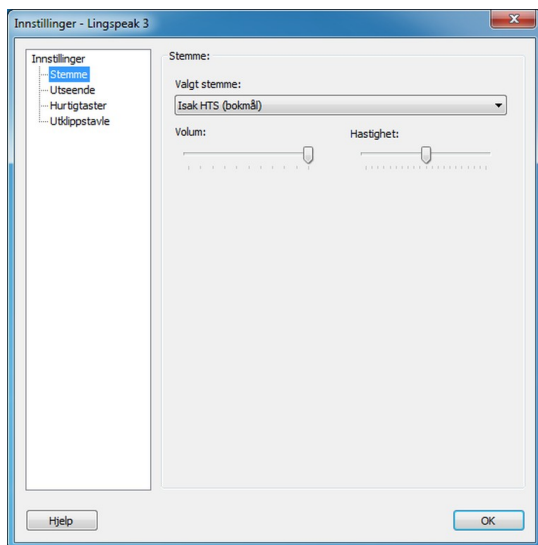 Innstillinger - Lingspeak 3
Innstillinger
Stemme
Utseende
Hurtigtaster
Utklippstavle
Stemme:
Valgt stemme:
Isak HTS (bokmål)
Volum:
Hastighet:
Hjelp
OK